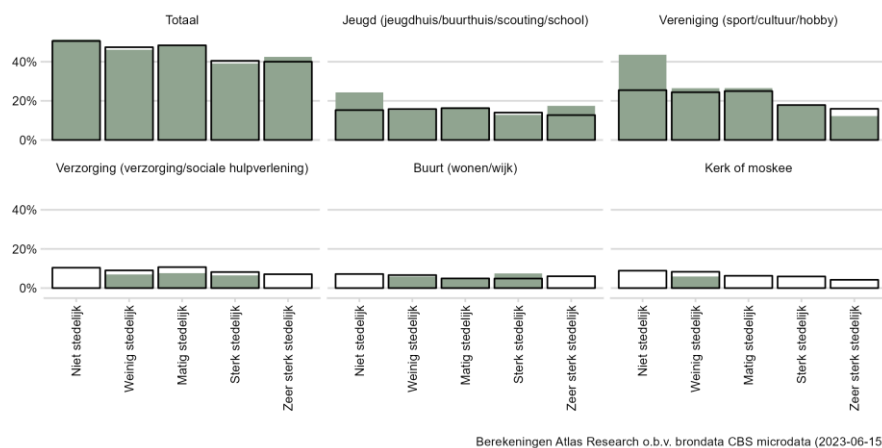 Totaal
Jeugd (jeugdhuis/buurthuis/scouting/school)
Vereniging (sport/cultuur/hobby)
40%
20%
0%
Verzorging (verzorging/sociale hulpverlening)
Buurt (wonen/wijk)
Kerk of moskee
40%
20%
0%
Niet stedelijk
Weinig stedelijk
Matig stedelijk
Sterk stedelijk
Zeer sterk stedelijk
Niet stedelijk
Weinig stedelijk
Matig stedelijk
Sterk stedelijk
Zeer sterk stedelijk
Niet stedelijk
Weinig stedelijk
Matig stedelijk
Sterk stedelijk
Zeer sterk stedelijk
Berekeningen Atlas Research o.b.v. brondata CBS microdata (2023-06-15